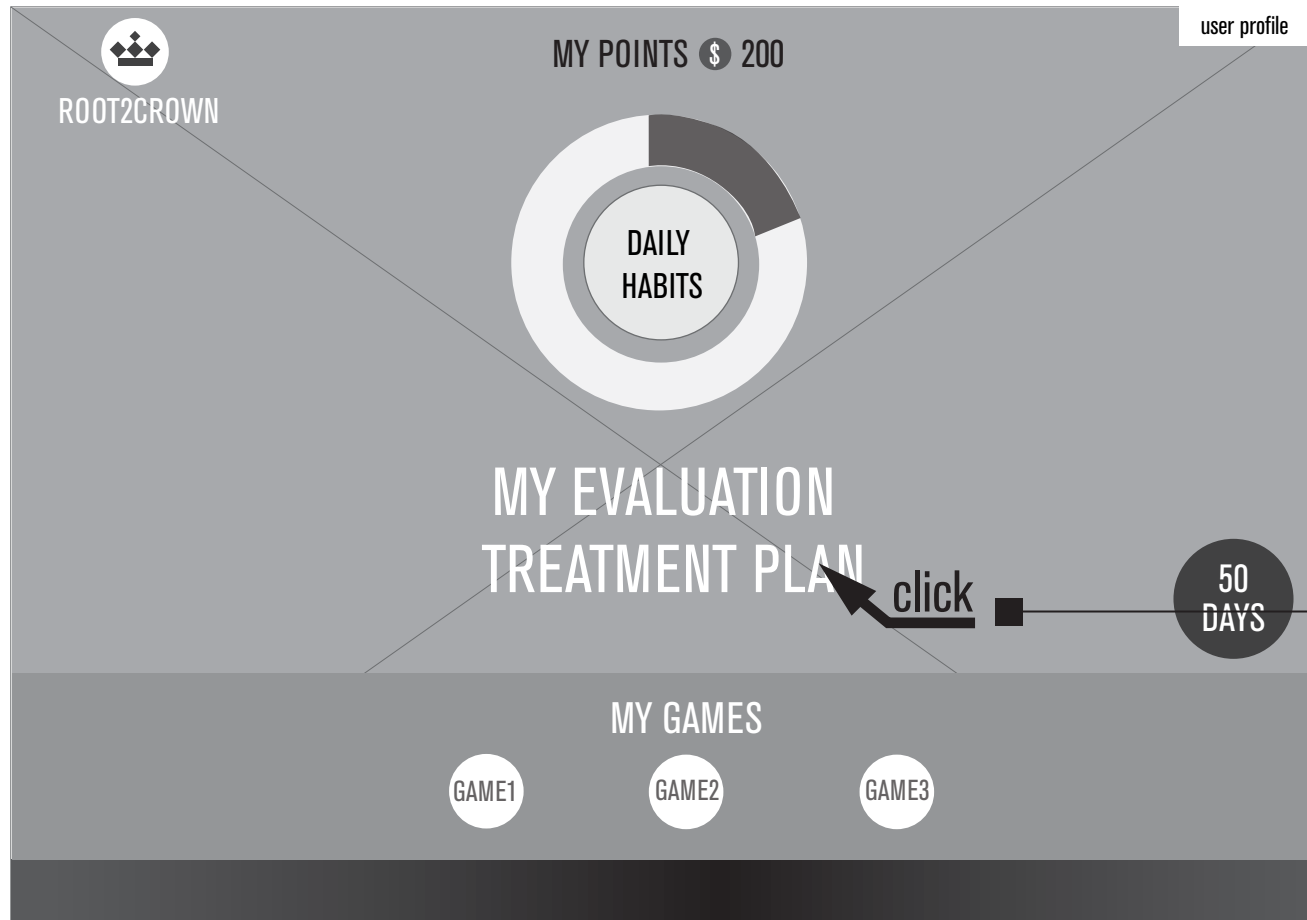 user profile
MY POINTS $ 200
ROOT2CROWN
DAILY
HABITS
MY EVALUATION
TREATMENT PLAN
click
50
DAYS
MY GAMES
GAME1 GAME2 GAME3